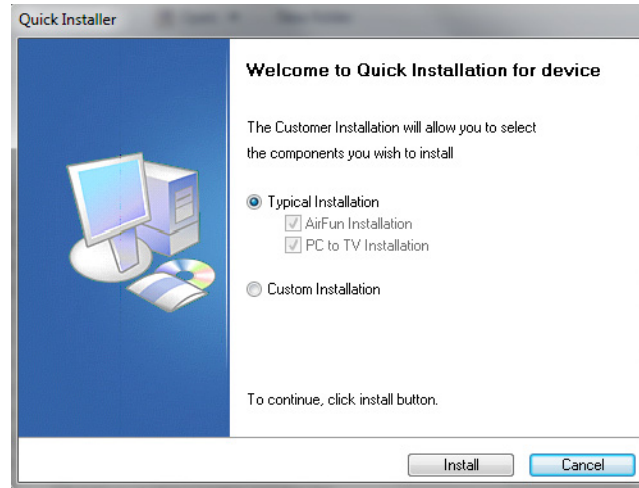 Quick Installer
Welcome to Quick Installation for device
The Customer Installation will allow you to select
the components you wish to install
Typical Installation
AirFun Installation
PC to TV Installation
Custom Installation
To continue, click install button.
Install
Cancel